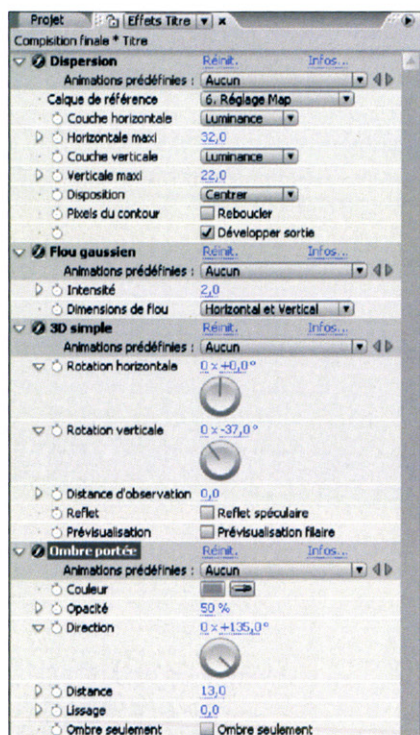 Projet Effets Titre
Compisition finale * Titre
Dispersion Réinit. Infos...
Animations prédéfinies : Aucun
Calque de référence 6. Réglage Map
Couche horizontale Luminance
Horizontale maxi 32,0
Couche verticale Luminance
Verticale maxi 22,0
Disposition Centrer
Pixels du contour Reboucler
Développer sortie
Flou gaussien Réinit. Infos...
Animations prédéfinies : Aucun
Intensité 2,0
Dimensions de flou Horizontal et Vertical
3D simple Réinit. Infos...
Animations prédéfinies : Aucun
Rotation horizontale 0 x +0,0°
Rotation verticale 0 x -37,0°
Distance d'observation 0,0
Reflet Reflet spéculaire
Prévisualisation Prévisualisation filaire
Ombre portée Réinit. Infos...
Animations prédéfinies : Aucun
Couleur
Opacité 50 %
Direction 0 x +135,0°
Distance 13,0
Lissage 0,0
Ombre seulement Ombre seulement